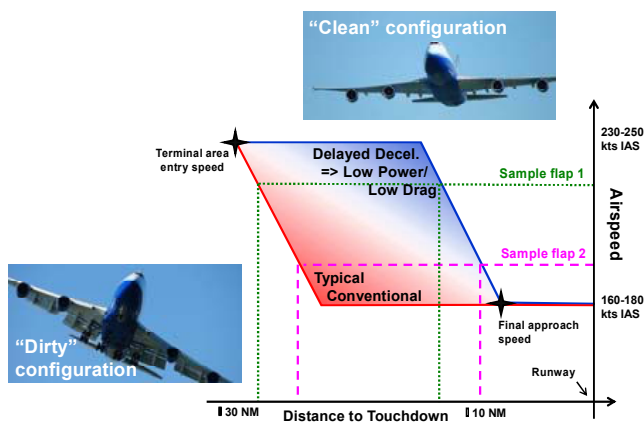 “Clean” configuration
230-250
kts IAS
Terminal area
entry speed
Delayed Decel.
=> Low Power/
Low Drag
Sample flap 1
Airspeed
Sample flap 2
Typical
Conventional
160-180
kts IAS
Final approach
speed
“Dirty”
configuration
Runway
30 NM
Distance to Touchdown
10 NM